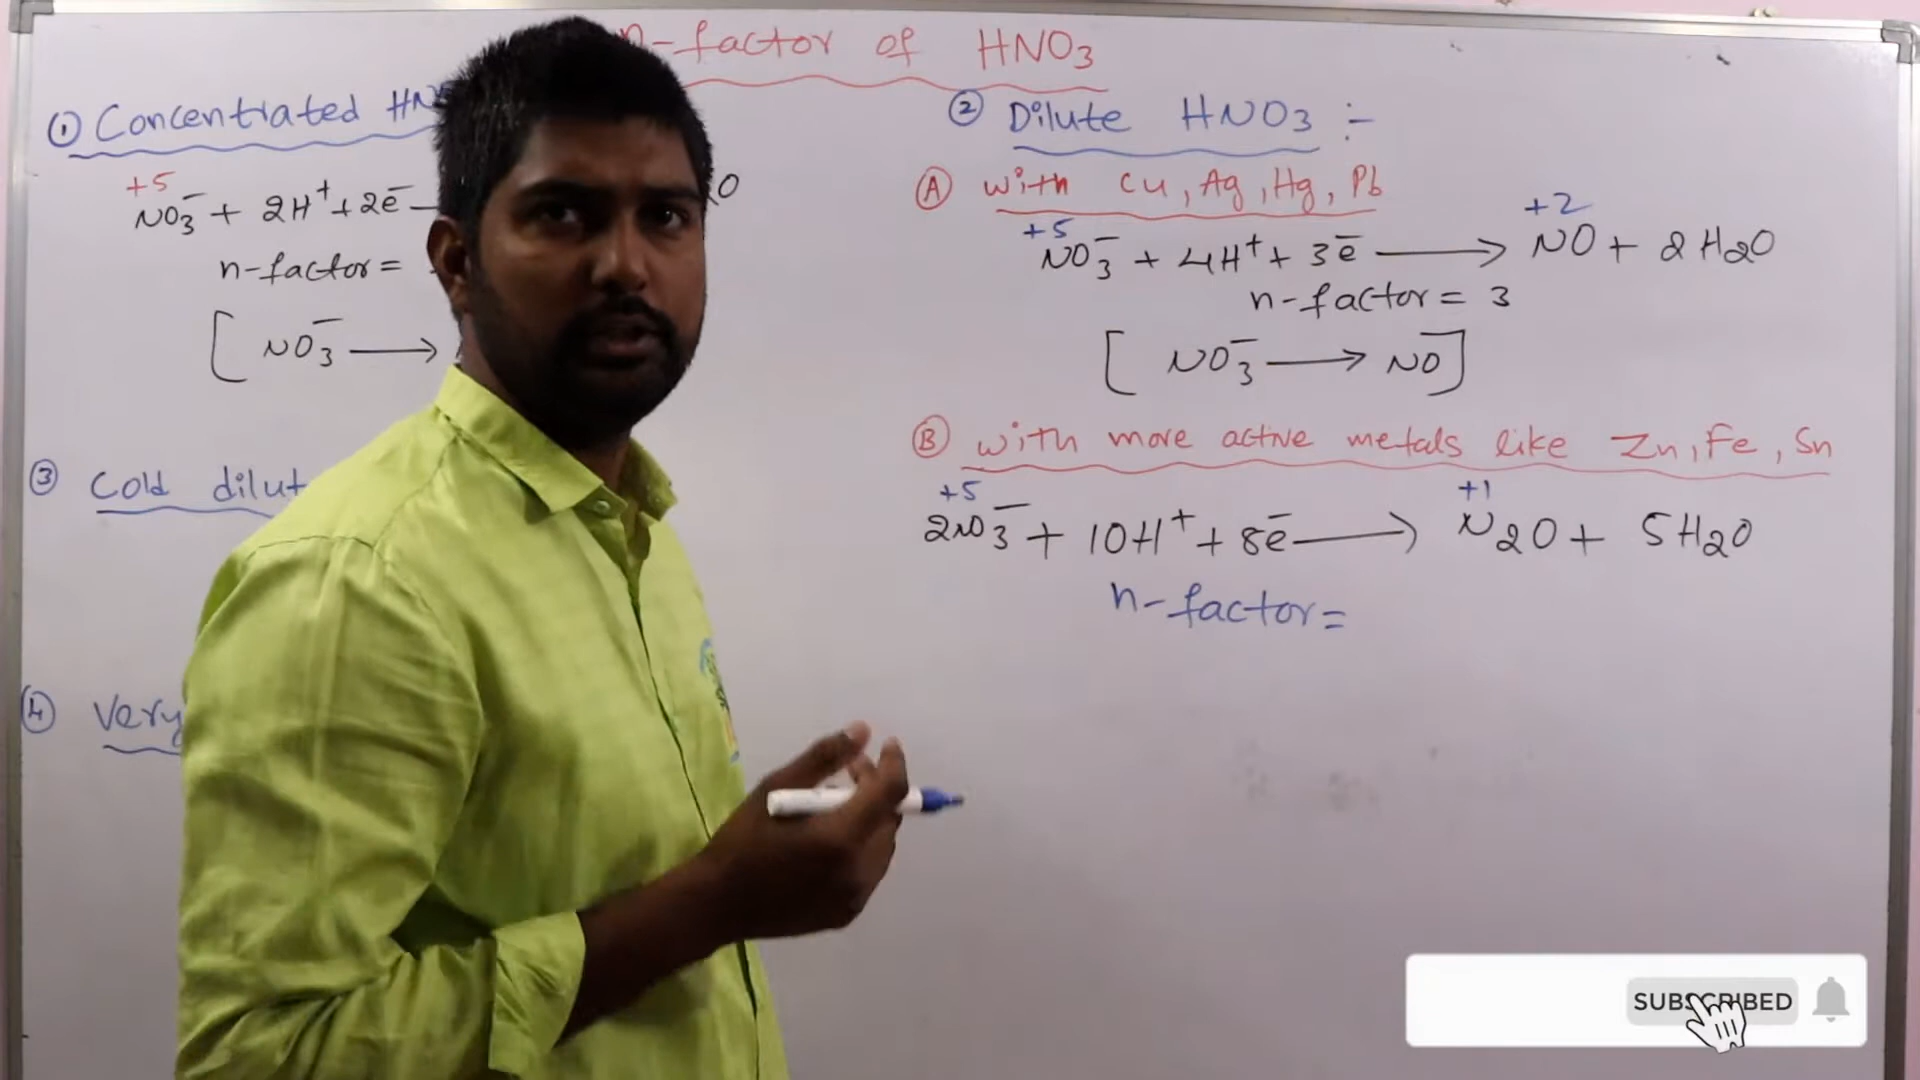 n-factor of HNO3
① Concentrated HN
+5
NO3⁻ + 2H⁺ + 2e⁻
O
n-factor =
[ NO3⁻ ⟶
③ Cold dilut
④ Very
② Dilute HNO3 :-
Ⓐ with Cu, Ag, Hg, Pb
+5 +2
NO3⁻ + 4H⁺ + 3e⁻ ⟶ NO + 2H2O
n-factor = 3
[ NO3⁻ ⟶ NO ]
Ⓑ with more active metals like Zn, Fe, Sn
+5 +1
2NO3⁻ + 10H⁺ + 8e⁻ ⟶ N2O + 5H2O
n-factor =
SUBSCRIBED